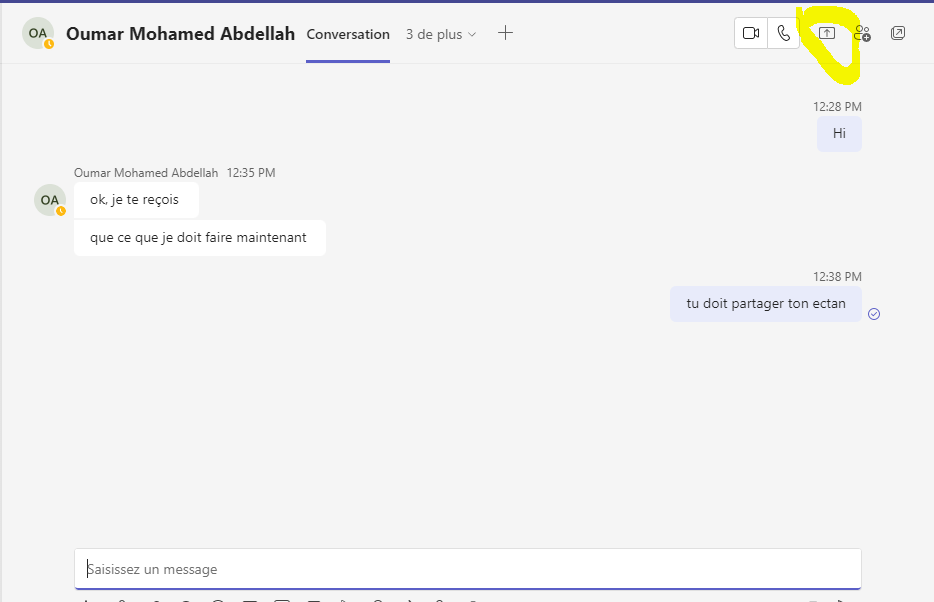 OA Oumar Mohamed Abdellah Conversation 3 de plus
12:28 PM
Hi
Oumar Mohamed Abdellah 12:35 PM
OA ok, je te reçois
que ce que je doit faire maintenant
12:38 PM
tu doit partager ton ectan
Saisissez un message